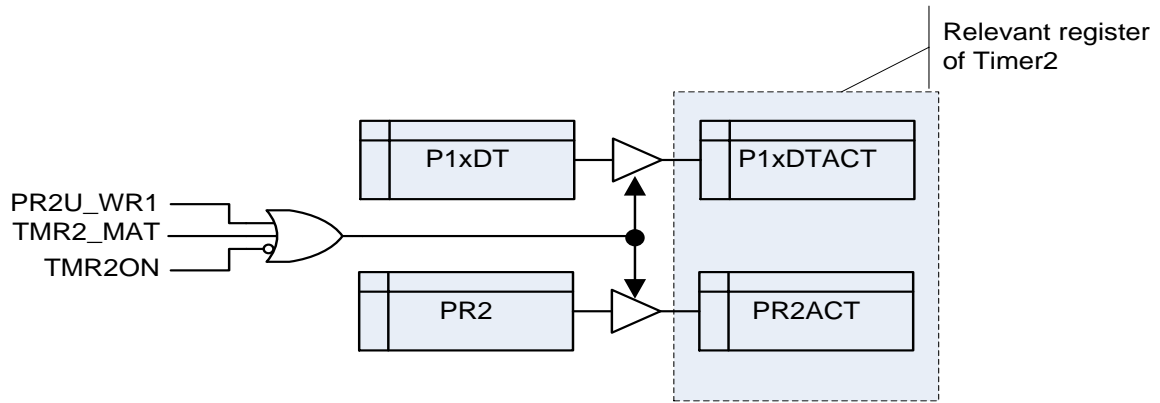 Relevant register
of Timer2
P1xDT
P1xDTACT
PR2U_WR1
TMR2_MAT
TMR2ON
PR2
PR2ACT